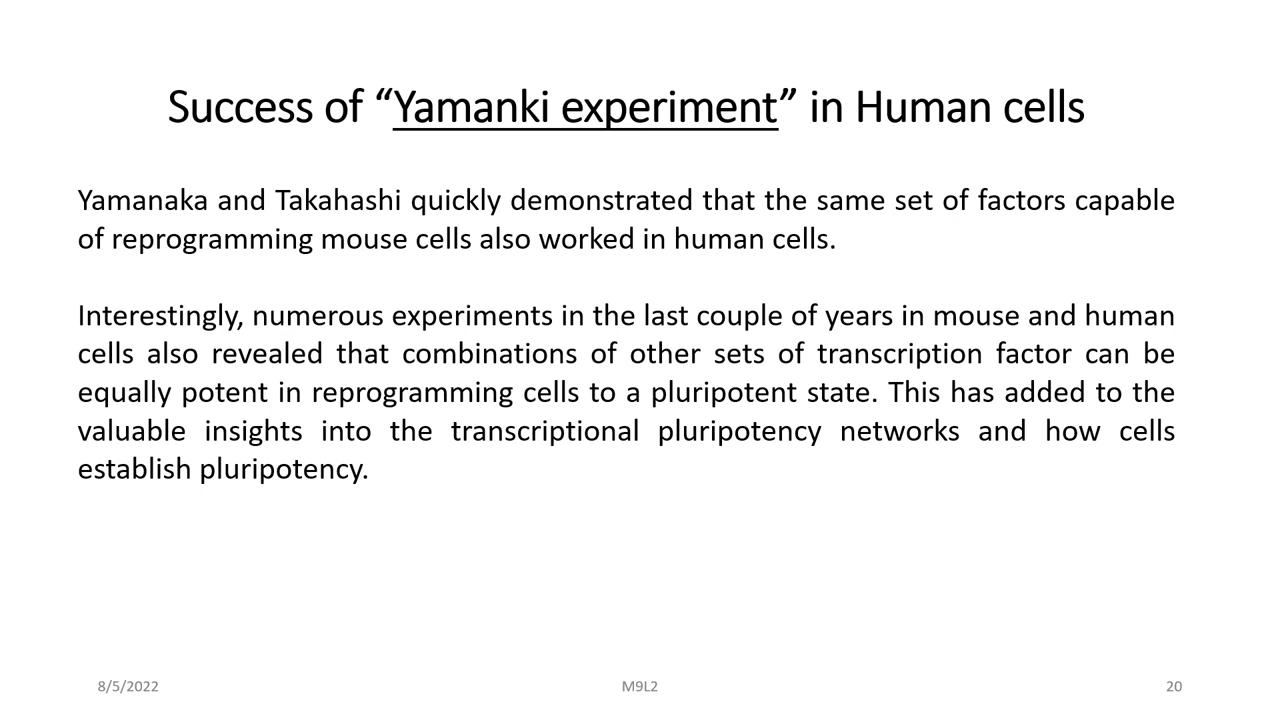 Success of “Yamanki experiment” in Human cells
Yamanaka and Takahashi quickly demonstrated that the same set of factors capable
of reprogramming mouse cells also worked in human cells.
Interestingly, numerous experiments in the last couple of years in mouse and human
cells also revealed that combinations of other sets of transcription factor can be
equally potent in reprogramming cells to a pluripotent state. This has added to the
valuable insights into the transcriptional pluripotency networks and how cells
establish pluripotency.
8/5/2022 M9L2 20